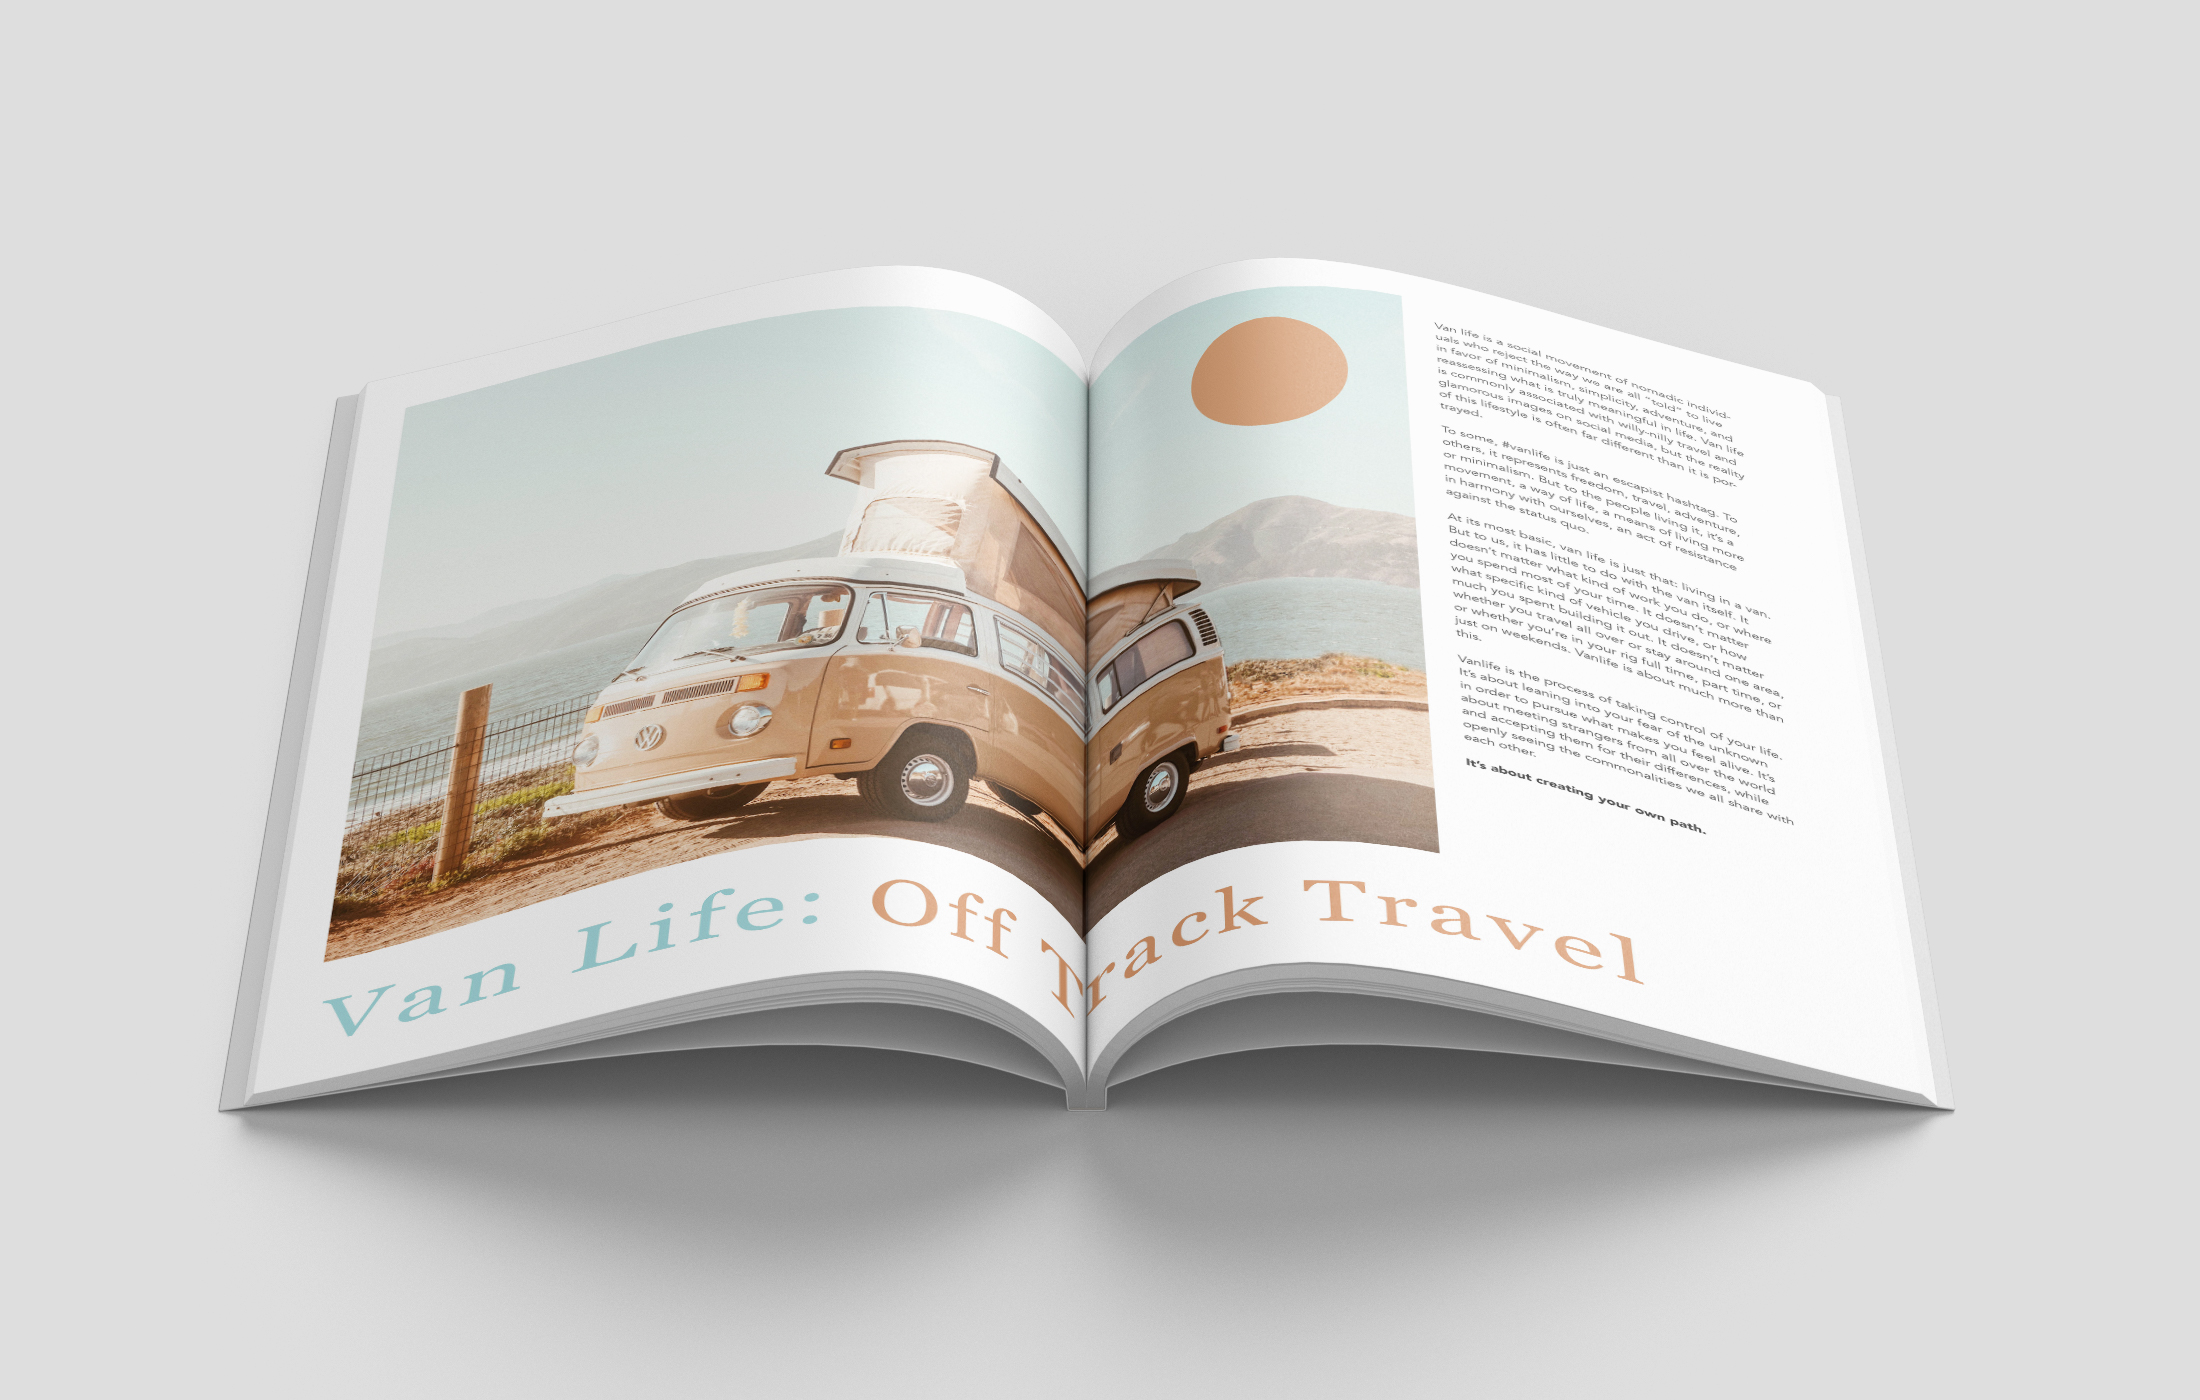 Van Life: Off Track Travel
Van life is a social movement of nomadic individ-
uals who reject the way we are all "told" to live
in favor of minimalism, simplicity, adventure, and
reassessing what is truly meaningful in life. Van life
is commonly associated with willy-nilly travel and
glamorous images on social media, but the reality
of this lifestyle is often far different than it is por-
trayed.
To some, #vanlife is just an escapist hashtag. To
others, it represents freedom, travel, adventure,
or minimalism. But to the people living it, it's a
movement, a way of life, a means of living more
in harmony with ourselves, an act of resistance
against the status quo.
At its most basic, van life is just that: living in a van.
But to us, it has little to do with the van itself. It
doesn't matter what kind of work you do, or where
you spend most of your time. It doesn't matter
what specific kind of vehicle you drive, or how
much you spent building it out. It doesn't matter
whether you travel all over or stay around one area,
or whether you're in your rig full time, part time, or
just on weekends. Vanlife is about much more than
this.
Vanlife is the process of taking control of your life.
It's about leaning into your fear of the unknown
in order to pursue what makes you feel alive. It's
about meeting strangers from all over the world
and accepting them for their differences, while
openly seeing the commonalities we all share with
each other.
It's about creating your own path.